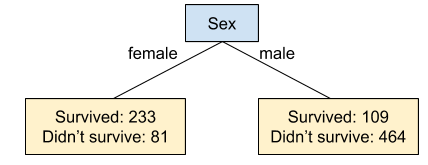 Sex
female
male
Survived: 233
Didn't survive: 81
Survived: 109
Didn't survive: 464